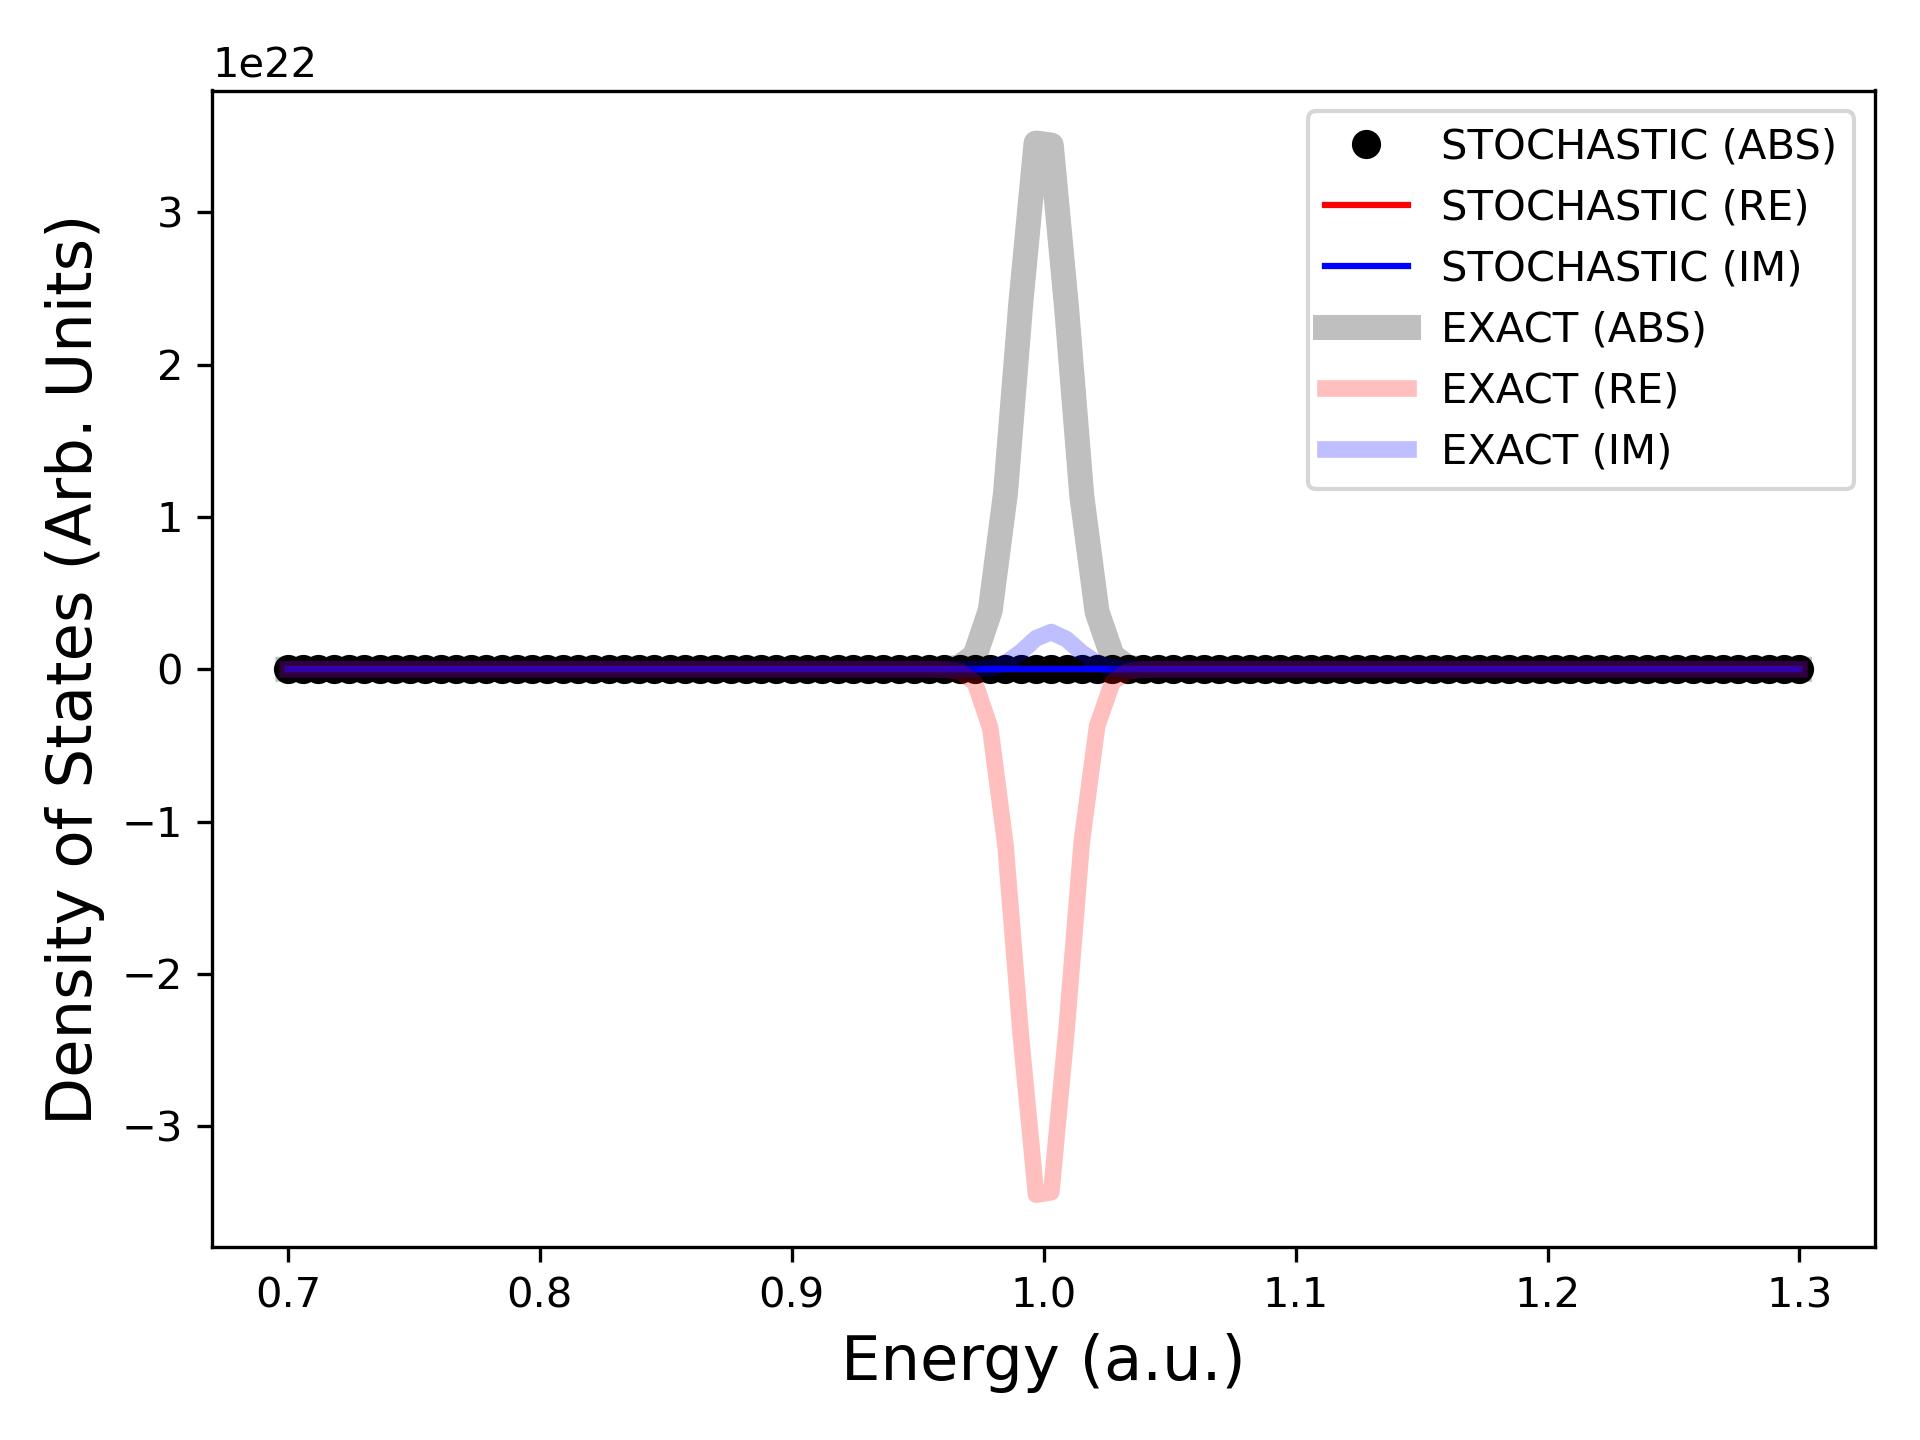 1e22
Density of States (Arb. Units)
3
2
1
0
−1
−2
−3
STOCHASTIC (ABS)
STOCHASTIC (RE)
STOCHASTIC (IM)
EXACT (ABS)
EXACT (RE)
EXACT (IM)
0.7 0.8 0.9 1.0 1.1 1.2 1.3
Energy (a.u.)